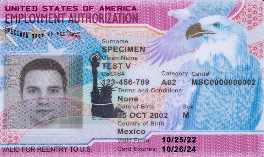 UNITED STATES OF AMERICA
EMPLOYMENT AUTHORIZATION
Surname
SPECIMEN
Given Name
TEST V
USCIS# Category Card#
123-456-789 A02 MSC0000000002
Terms and Conditions
None
Date of Birth Sex
05 OCT 2002 M
Country of Birth
Mexico
Valid From: 10/25/22
Card Expires: 10/26/24
VALID FOR REENTRY TO U.S.